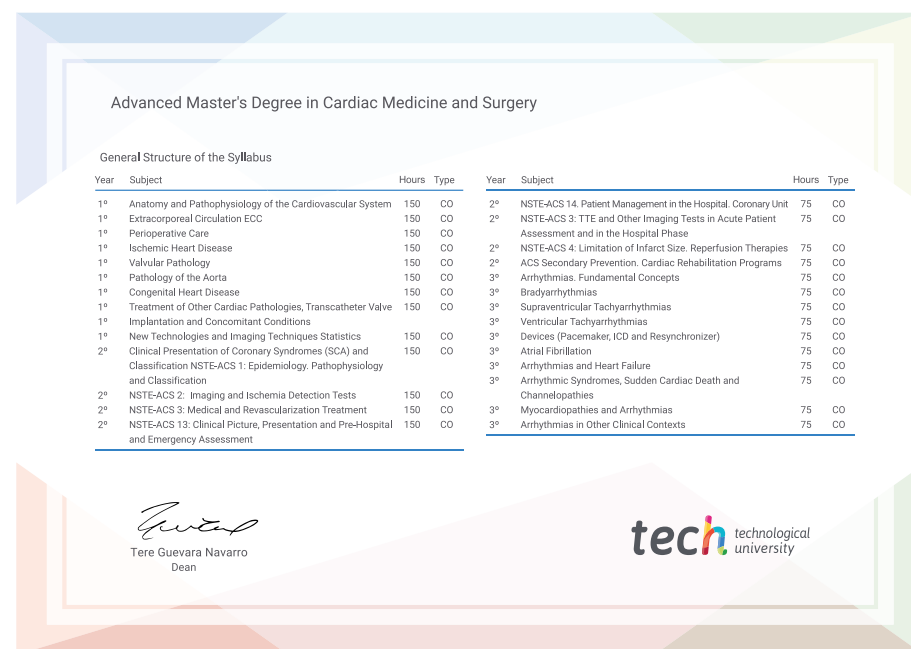 Advanced Master's Degree in Cardiac Medicine and Surgery
General Structure of the Syllabus
Year Subject Hours Type
1º Anatomy and Pathophysiology of the Cardiovascular System 150 CO
1º Extracorporeal Circulation ECC 150 CO
1º Perioperative Care 150 CO
1º Ischemic Heart Disease 150 CO
1º Valvular Pathology 150 CO
1º Pathology of the Aorta 150 CO
1º Congenital Heart Disease 150 CO
1º Treatment of Other Cardiac Pathologies, Transcatheter Valve 150 CO
1º Implantation and Concomitant Conditions
1º New Technologies and Imaging Techniques Statistics 150 CO
2º Clinical Presentation of Coronary Syndromes (SCA) and 150 CO
Classification NSTE-ACS 1: Epidemiology. Pathophysiology
and Classification
2º NSTE-ACS 2: Imaging and Ischemia Detection Tests 150 CO
2º NSTE-ACS 3: Medical and Revascularization Treatment 150 CO
2º NSTE-ACS 13: Clinical Picture, Presentation and Pre-Hospital 150 CO
and Emergency Assessment
Year Subject Hours Type
2º NSTE-ACS 14. Patient Management in the Hospital. Coronary Unit 75 CO
2º NSTE-ACS 3: TTE and Other Imaging Tests in Acute Patient 75 CO
Assessment and in the Hospital Phase
2º NSTE-ACS 4: Limitation of Infarct Size. Reperfusion Therapies 75 CO
2º ACS Secondary Prevention. Cardiac Rehabilitation Programs 75 CO
3º Arrhythmias. Fundamental Concepts 75 CO
3º Bradyarrhythmias 75 CO
3º Supraventricular Tachyarrhythmias 75 CO
3º Ventricular Tachyarrhythmias 75 CO
3º Devices (Pacemaker, ICD and Resynchronizer) 75 CO
3º Atrial Fibrillation 75 CO
3º Arrhythmias and Heart Failure 75 CO
3º Arrhythmic Syndromes, Sudden Cardiac Death and 75 CO
Channelopathies
3º Myocardiopathies and Arrhythmias 75 CO
3º Arrhythmias in Other Clinical Contexts 75 CO
Tere Guevara Navarro
Dean
tech technological
university